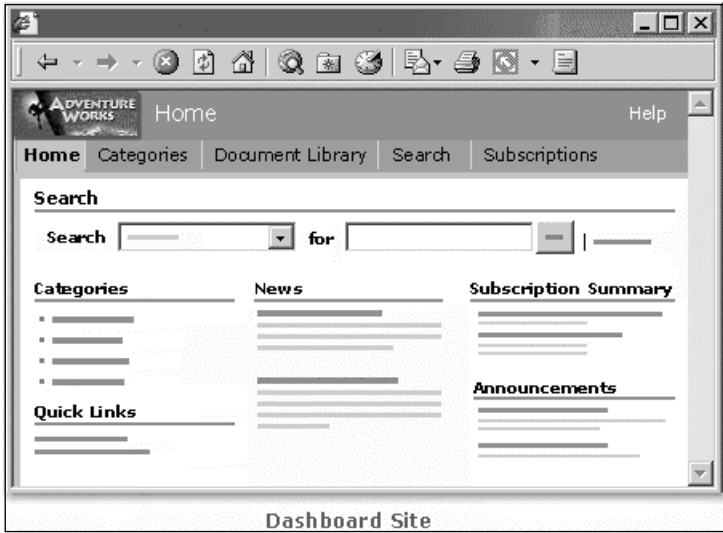 ADVENTURE
WORKS
Home
Help
Home Categories Document Library Search Subscriptions
Search
Search for
Categories
News
Subscription Summary
Quick Links
Announcements
Dashboard Site